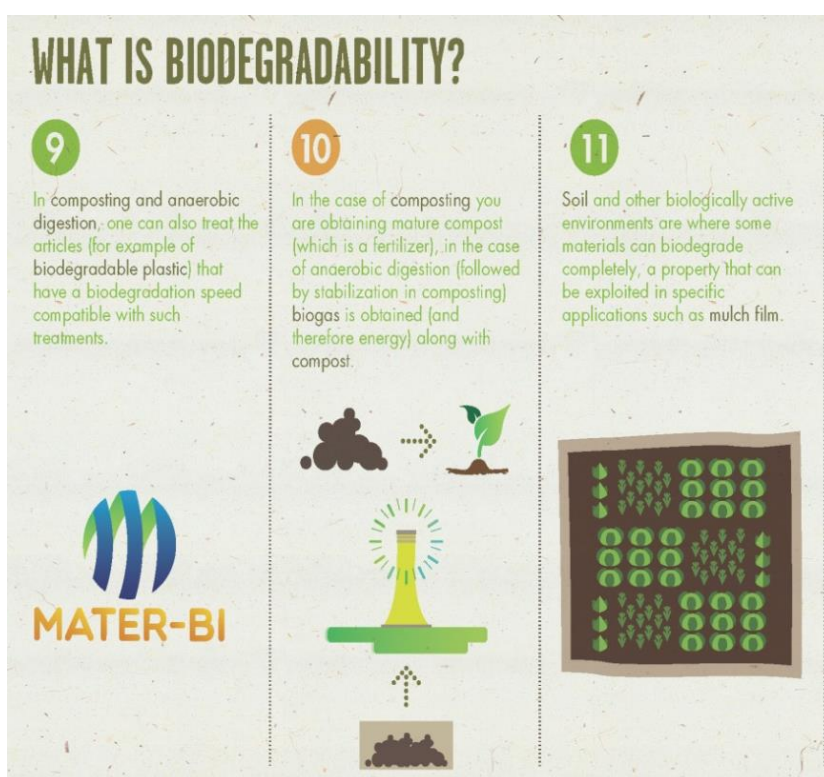 WHAT IS BIODEGRADABILITY?
9
In composting and anaerobic
digestion, one can also treat the
articles (for example of
biodegradable plastic) that
have a biodegradation speed
compatible with such
treatments.
MATER-BI
10
In the case of composting you
are obtaining mature compost
(which is a fertilizer), in the case
of anaerobic digestion (followed
by stabilization in composting)
biogas is obtained (and
therefore energy) along with
compost.
11
Soil and other biologically active
environments are where some
materials can biodegrade
completely, a property that can
be exploited in specific
applications such as mulch film.